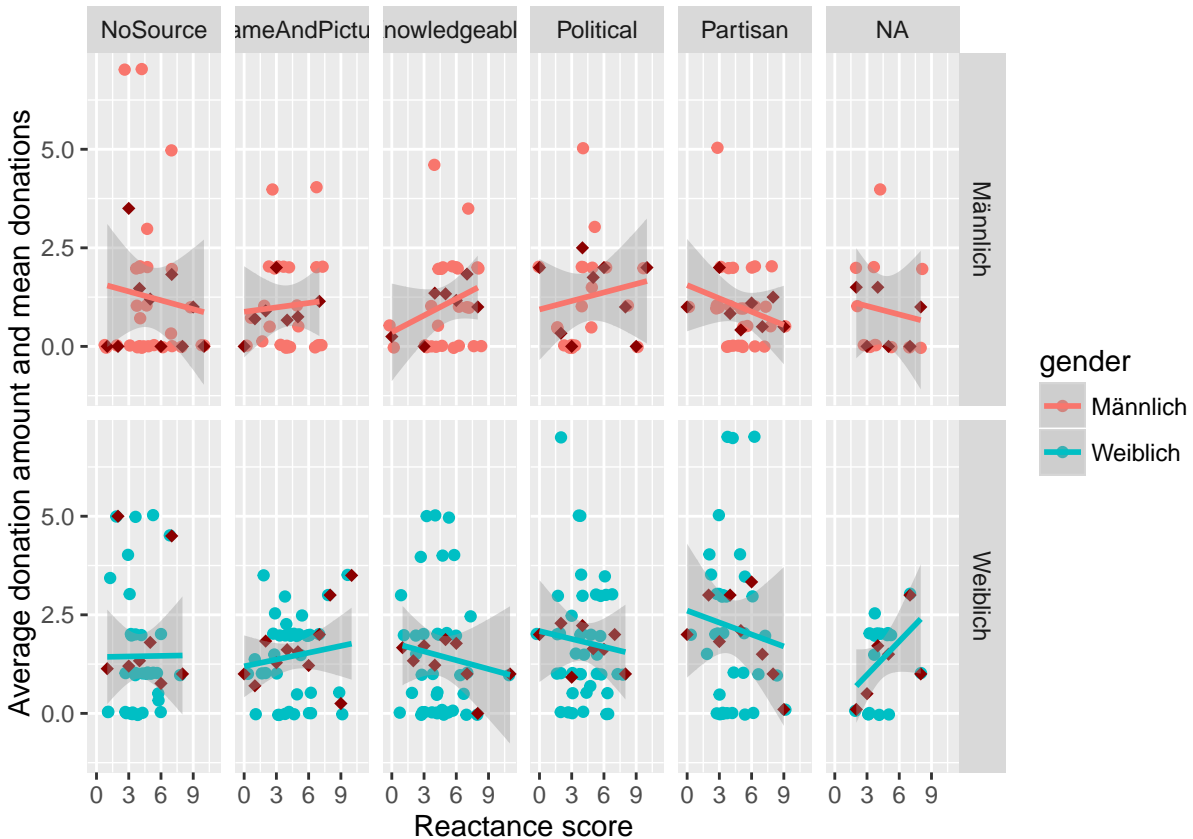 NoSource ameAndPictu nowledgeabl Political Partisan NA
Average donation amount and mean donations
5.0
2.5
0.0
Männlich
5.0
2.5
0.0
Weiblich
0 3 6 9 0 3 6 9 0 3 6 9 0 3 6 9 0 3 6 9 0 3 6 9
Reactance score
gender
Männlich
Weiblich